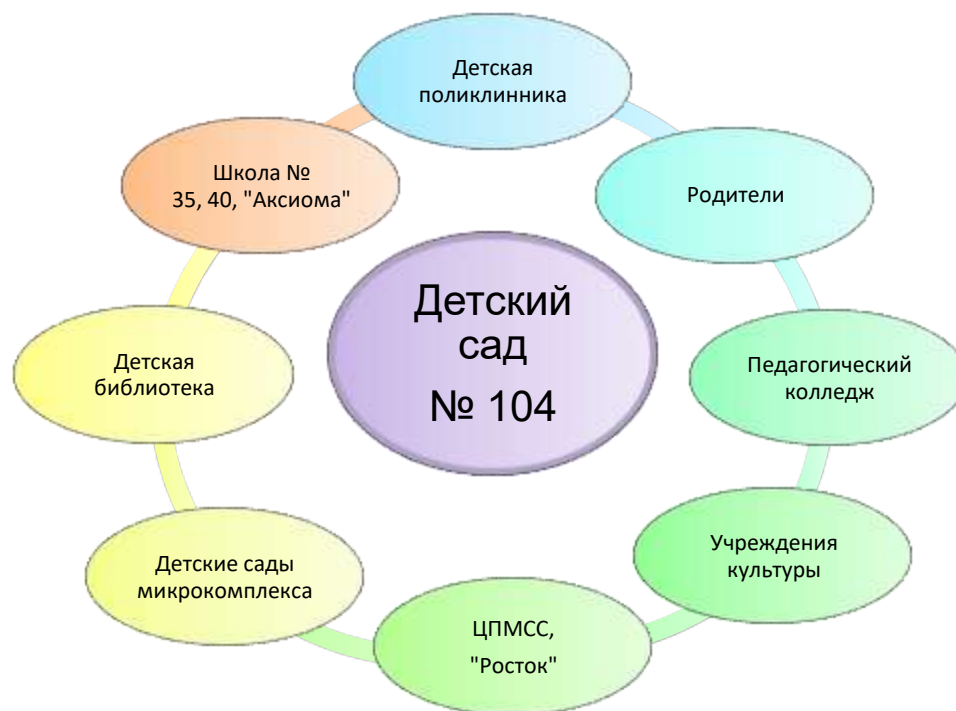 Детская
поликлинника
Школа №
35, 40, "Аксиома"
Родители
Детский
сад
№ 104
Детская
библиотека
Педагогический
колледж
Учреждения
культуры
Детские сады
микрокомплекса
ЦПМСС,
"Росток"